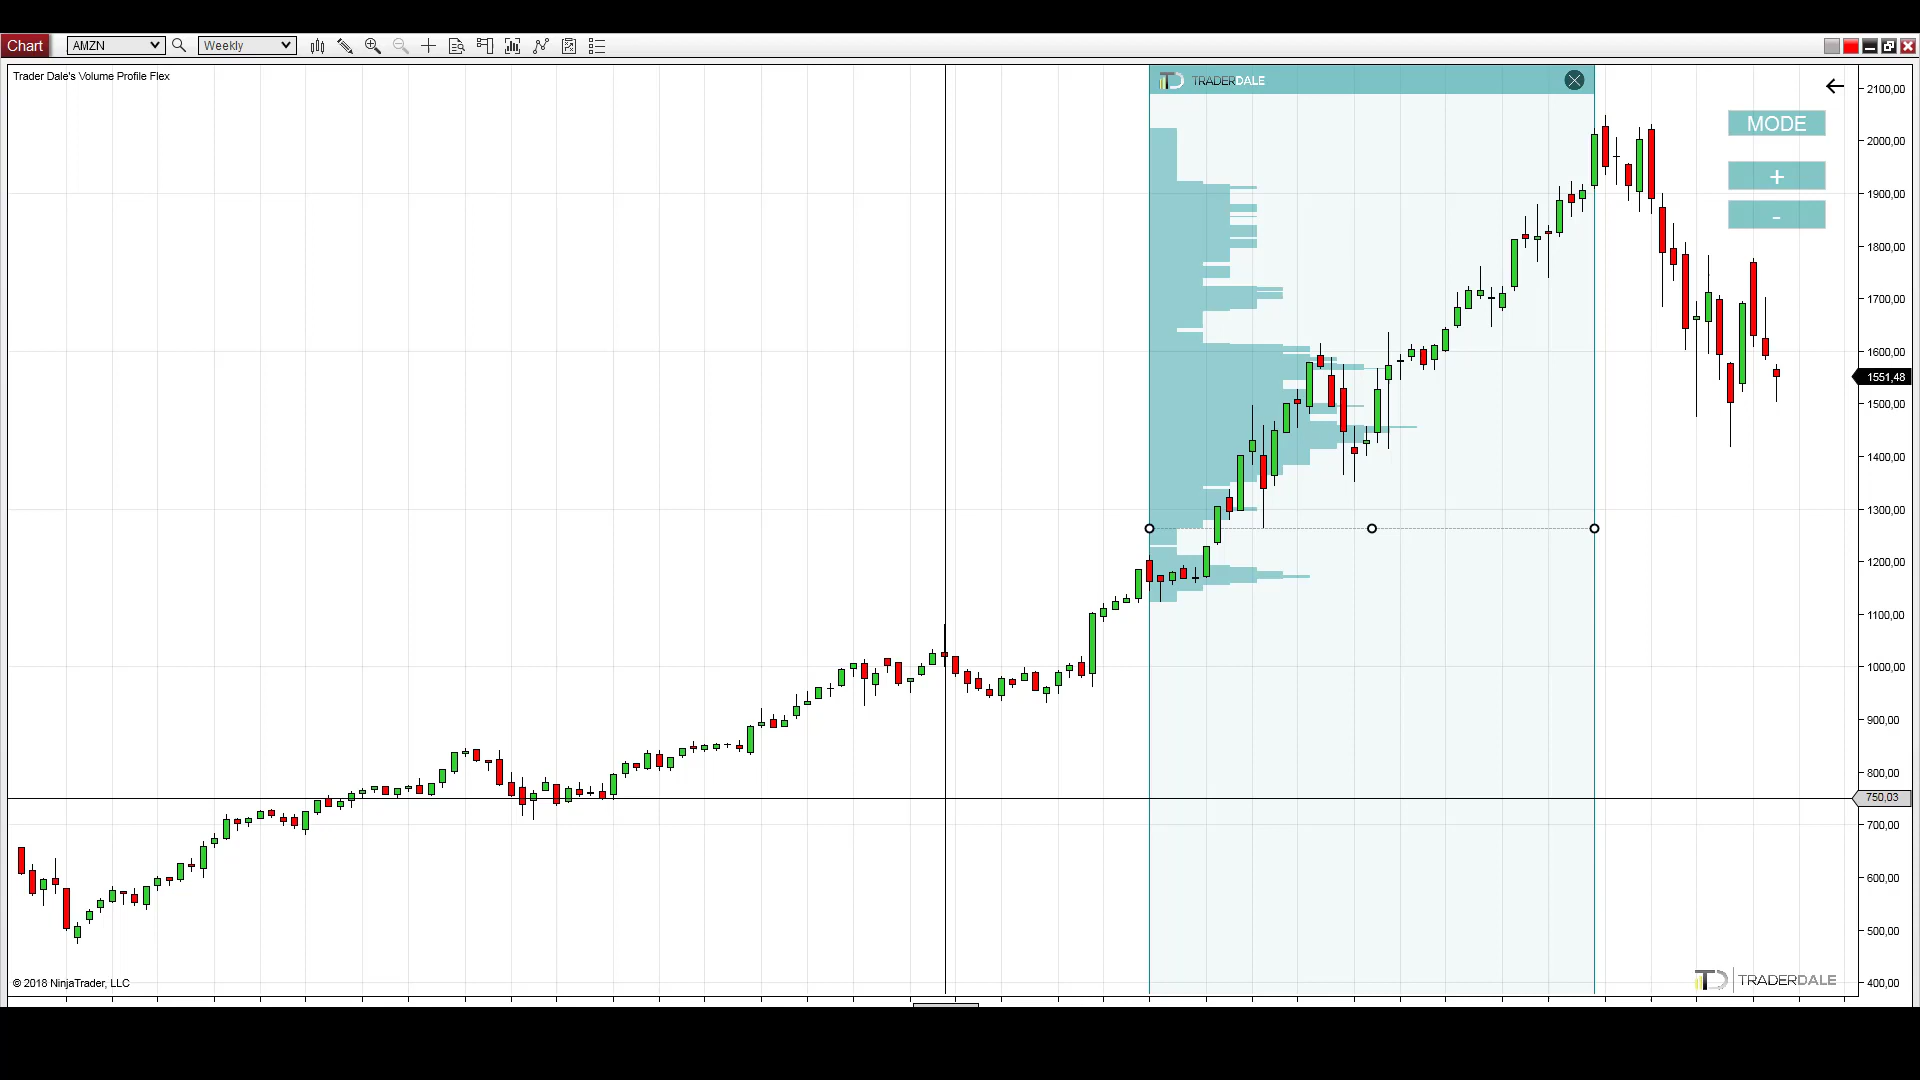 Chart
AMZN
Weekly
Trader Dale's Volume Profile Flex
TRADERDALE
MODE
+
-
2100,00
2000,00
1900,00
1800,00
1700,00
1600,00
1551,48
1500,00
1400,00
1300,00
1200,00
1100,00
1000,00
900,00
800,00
750,03
700,00
600,00
500,00
400,00
© 2018 NinjaTrader, LLC
TRADERDALE